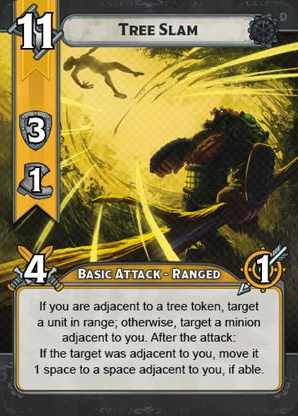 11
TREE SLAM
D
3
1
4
BASIC ATTACK - RANGED
1
If you are adjacent to a tree token, target
a unit in range; otherwise, target a minion
adjacent to you. After the attack:
If the target was adjacent to you, move it
1 space to a space adjacent to you, if able.